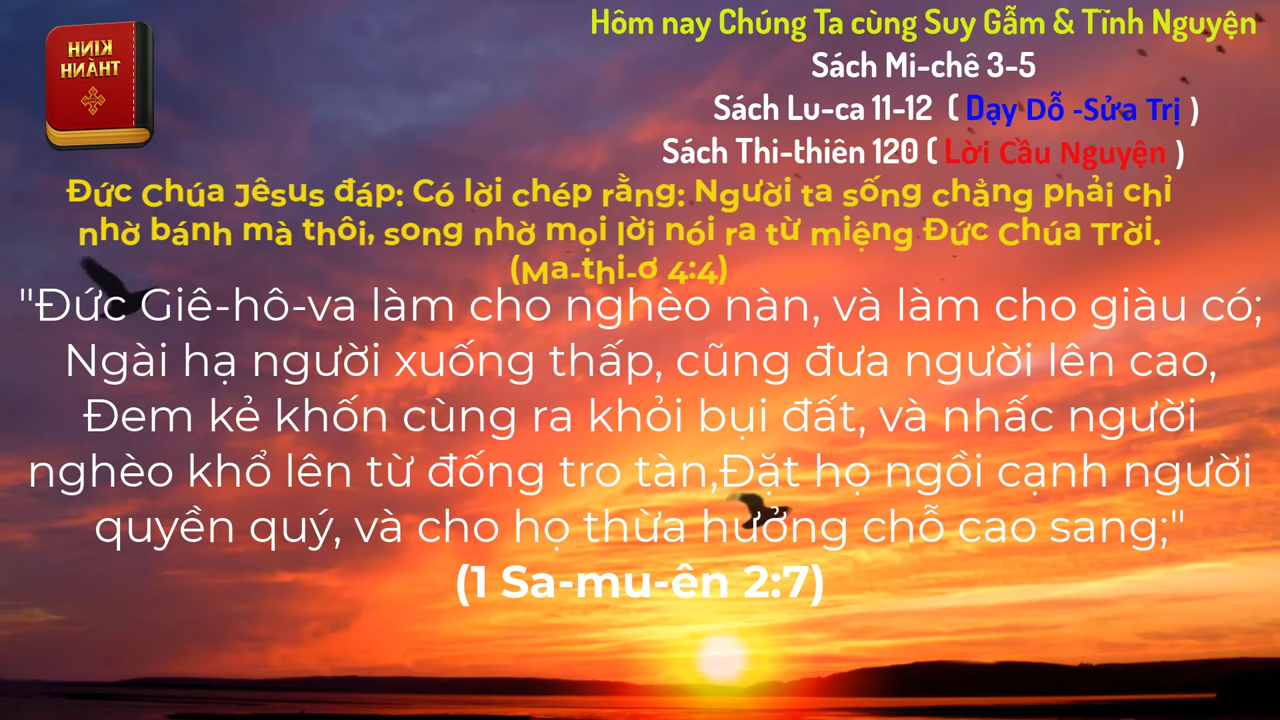 KINH
THÁNH
Hôm nay Chúng Ta cùng Suy Gẫm & Tĩnh Nguyện
Sách Mi-chê 3-5
Sách Lu-ca 11-12 ( Dạy Dỗ -Sửa Trị )
Sách Thi-thiên 120 ( Lời Cầu Nguyện )
Đức Chúa Jêsus đáp: Có lời chép rằng: Người ta sống chẳng phải chỉ
nhờ bánh mà thôi, song nhờ mọi lời nói ra từ miệng Đức Chúa Trời.
(Ma-thi-ơ 4:4)
"Đức Giê-hô-va làm cho nghèo nàn, và làm cho giàu có;
Ngài hạ người xuống thấp, cũng đưa người lên cao,
Đem kẻ khốn cùng ra khỏi bụi đất, và nhấc người
nghèo khổ lên từ đống tro tàn,Đặt họ ngồi cạnh người
quyền quý, và cho họ thừa hưởng chỗ cao sang;"
(1 Sa-mu-ên 2:7)